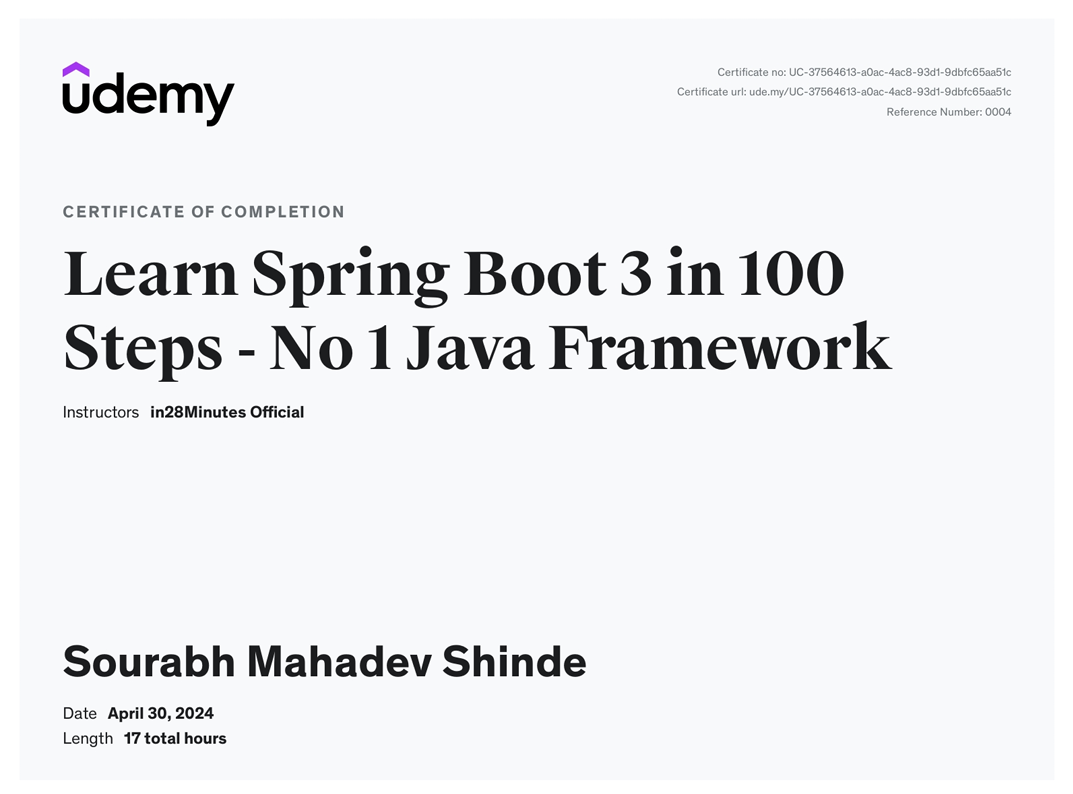 udemy
Certificate no: UC-37564613-a0ac-4ac8-93d1-9dbfc65aa51c
Certificate url: ude.my/UC-37564613-a0ac-4ac8-93d1-9dbfc65aa51c
Reference Number: 0004
CERTIFICATE OF COMPLETION
Learn Spring Boot 3 in 100
Steps - No 1 Java Framework
Instructors in28Minutes Official
Sourabh Mahadev Shinde
Date April 30, 2024
Length 17 total hours